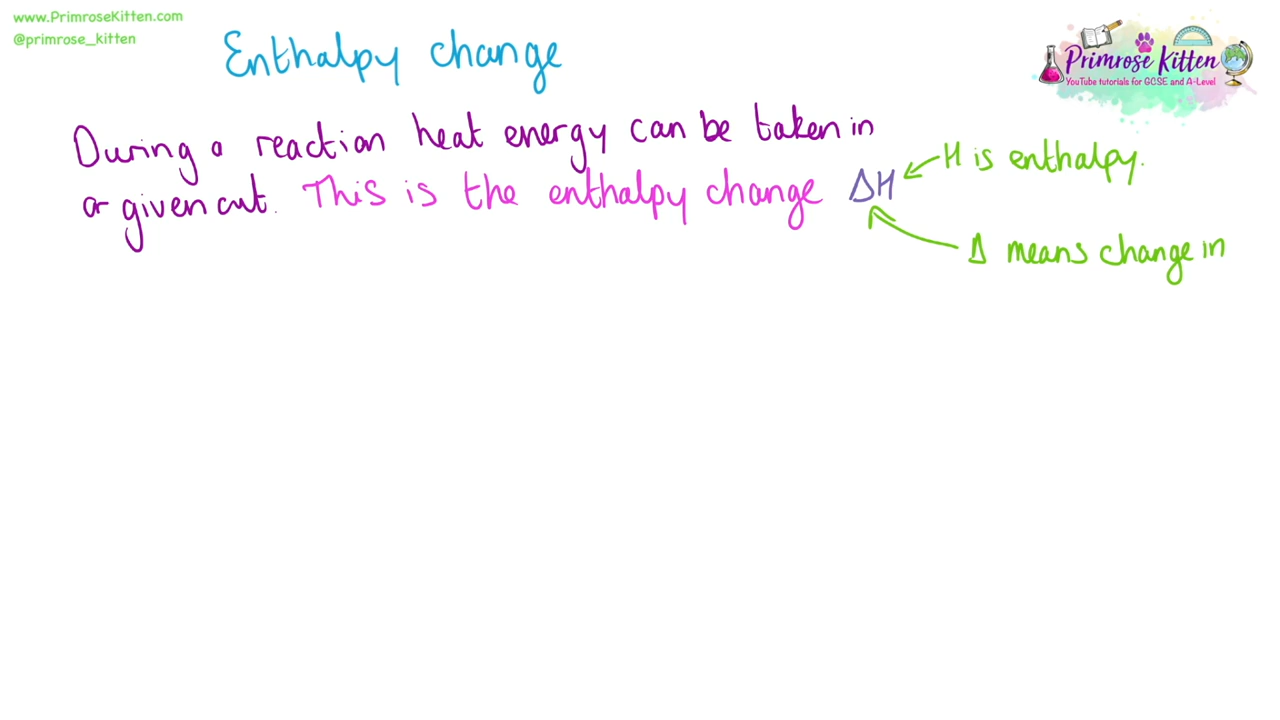 www.PrimroseKitten.com
@primrose_kitten
Primrose Kitten
YouTube tutorials for GCSE and A-Level
Enthalpy change
During a reaction heat energy can be taken in
or given out. This is the enthalpy change ΔH
H is enthalpy.
Δ means change in